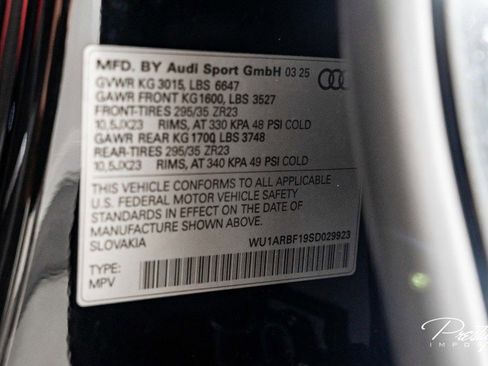 MFD. BY Audi Sport GmbH 03 25
GVWR KG 3015, LBS 6647
GAWR FRONT KG1600, LBS 3527
FRONT-TIRES 295/35 ZR23
10,5JX23 RIMS, AT 330 KPA 48 PSI COLD
GAWR REAR KG 1700 LBS 3748
REAR-TIRES 295/35 ZR23
10,5JX23 RIMS, AT 340 KPA 49 PSI COLD
THIS VEHICLE CONFORMS TO ALL APPLICABLE
U.S. FEDERAL MOTOR VEHICLE SAFETY
STANDARDS IN EFFECT ON THE DATE OF
MANUFACTURE SHOWN ABOVE.
SLOVAKIA WU1ARBF19SD029923
TYPE:
MPV